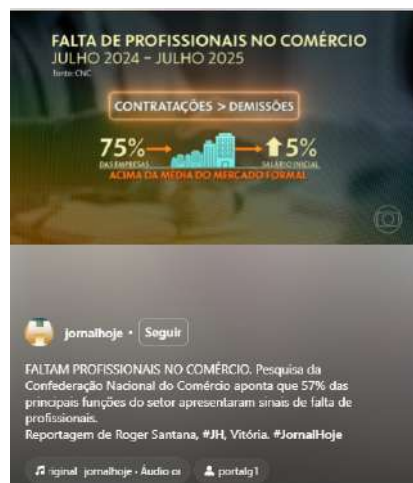 FALTA DE PROFISSIONAIS NO COMÉRCIO
JULHO 2024 - JULHO 2025
fonte: CNC
CONTRATAÇÕES > DEMISSÕES
75%
DAS EMPRESAS
5%
SALÁRIO INICIAL
ACIMA DA MÉDIA DO MERCADO FORMAL
jornalhoje • Seguir
FALTAM PROFISSIONAIS NO COMÉRCIO. Pesquisa da
Confederação Nacional do Comércio aponta que 57% das
principais funções do setor apresentaram sinais de falta de
profissionais.
Reportagem de Roger Santana, #JH, Vitória. #JornalHoje
riginal jornalhoje • Áudio or
portalg1